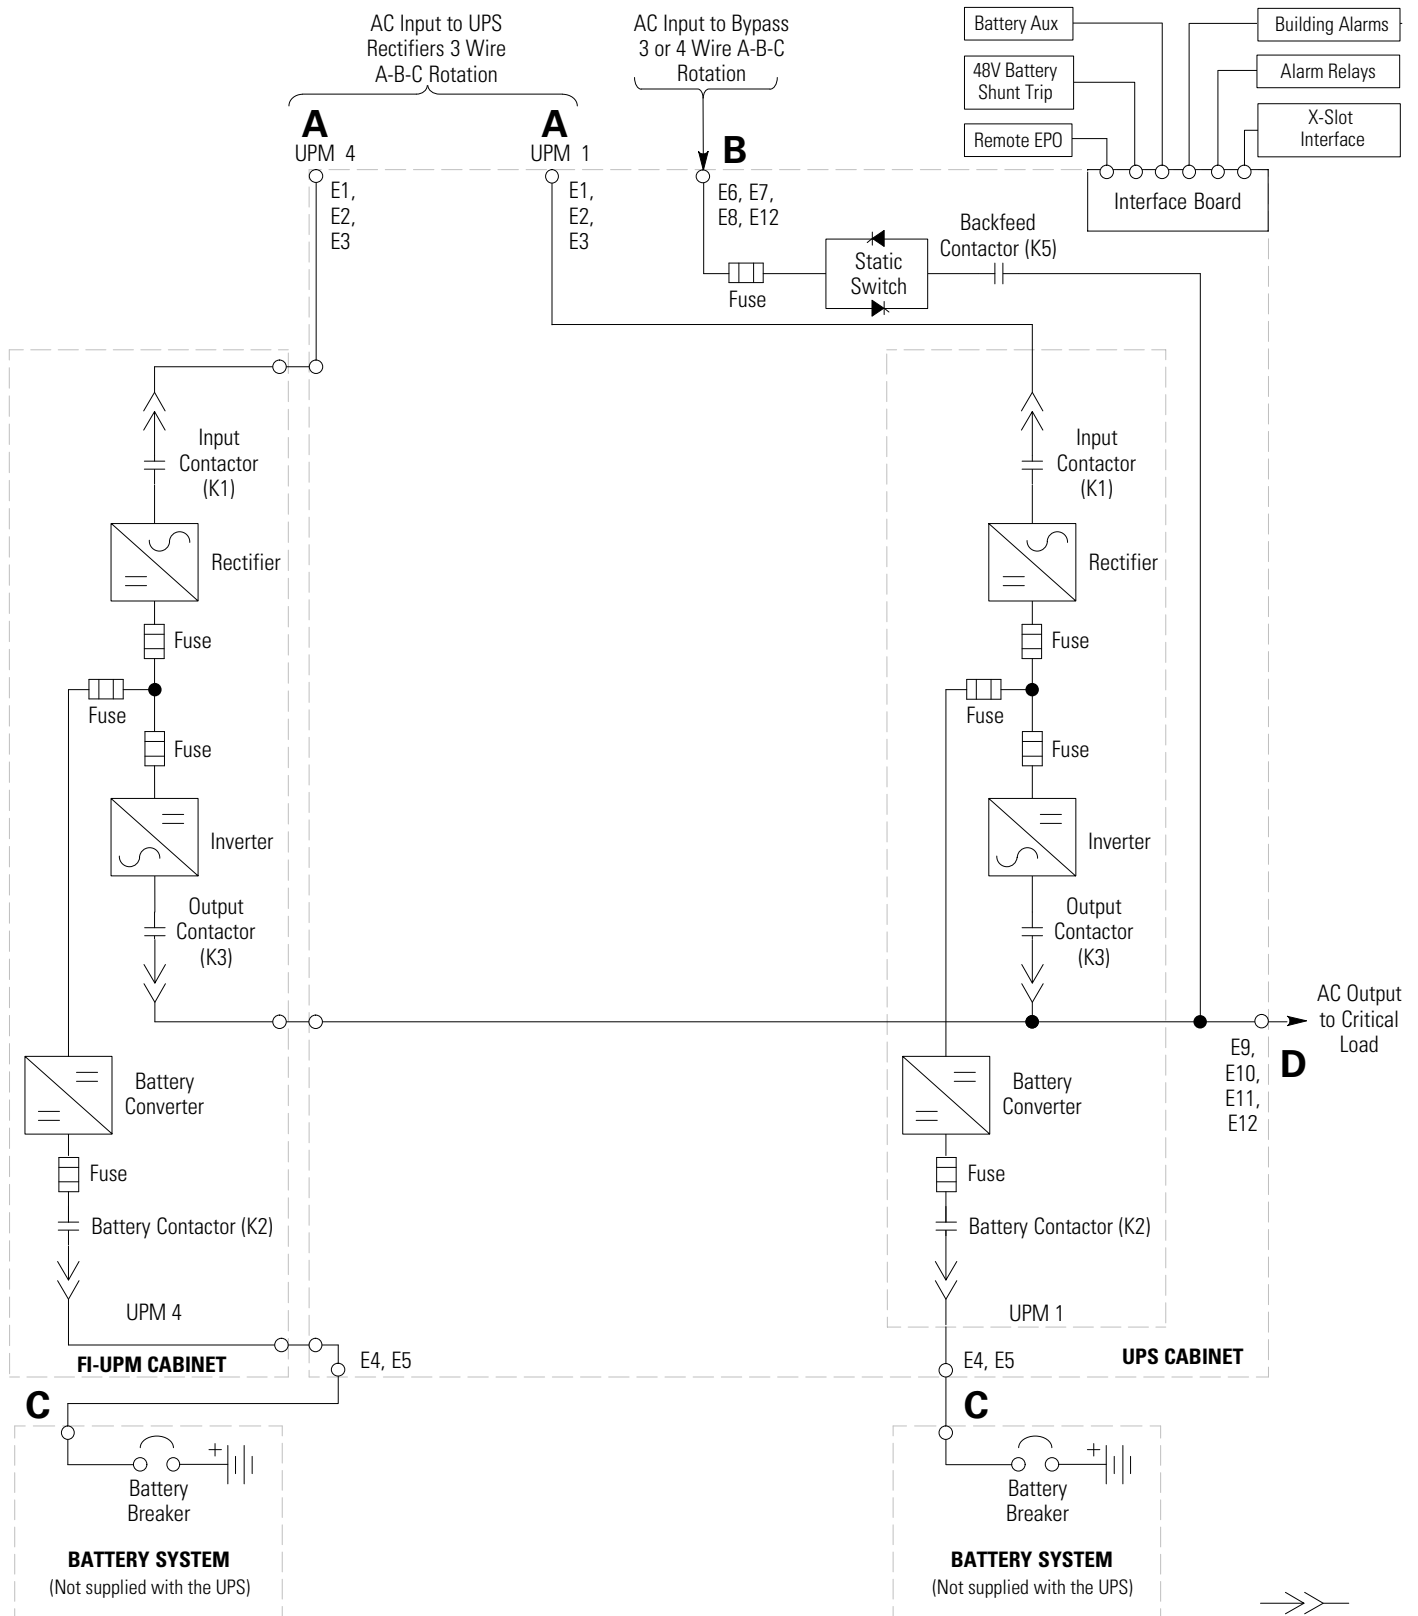 AC Input to UPS
Rectifiers 3 Wire
A-B-C Rotation
AC Input to Bypass
3 or 4 Wire A-B-C
Rotation
Battery Aux
48V Battery
Shunt Trip
Remote EPO
Building Alarms
Alarm Relays
X-Slot
Interface
A
UPM 4
A
UPM 1
B
E1,
E2,
E3
E1,
E2,
E3
E6, E7,
E8, E12
Interface Board
Backfeed
Contactor (K5)
Static
Switch
Fuse
Input
Contactor
(K1)
Input
Contactor
(K1)
Rectifier
Rectifier
Fuse
Fuse
Fuse
Fuse
Fuse
Fuse
Inverter
Inverter
Output
Contactor
(K3)
Output
Contactor
(K3)
AC Output
to Critical
Load
E9,
E10,
E11,
E12
D
Battery
Converter
Battery
Converter
Fuse
Fuse
Battery Contactor (K2)
Battery Contactor (K2)
UPM 4
UPM 1
FI-UPM CABINET
E4, E5
E4, E5
UPS CABINET
C
C
+
+
Battery
Breaker
Battery
Breaker
BATTERY SYSTEM
(Not supplied with the UPS)
BATTERY SYSTEM
(Not supplied with the UPS)